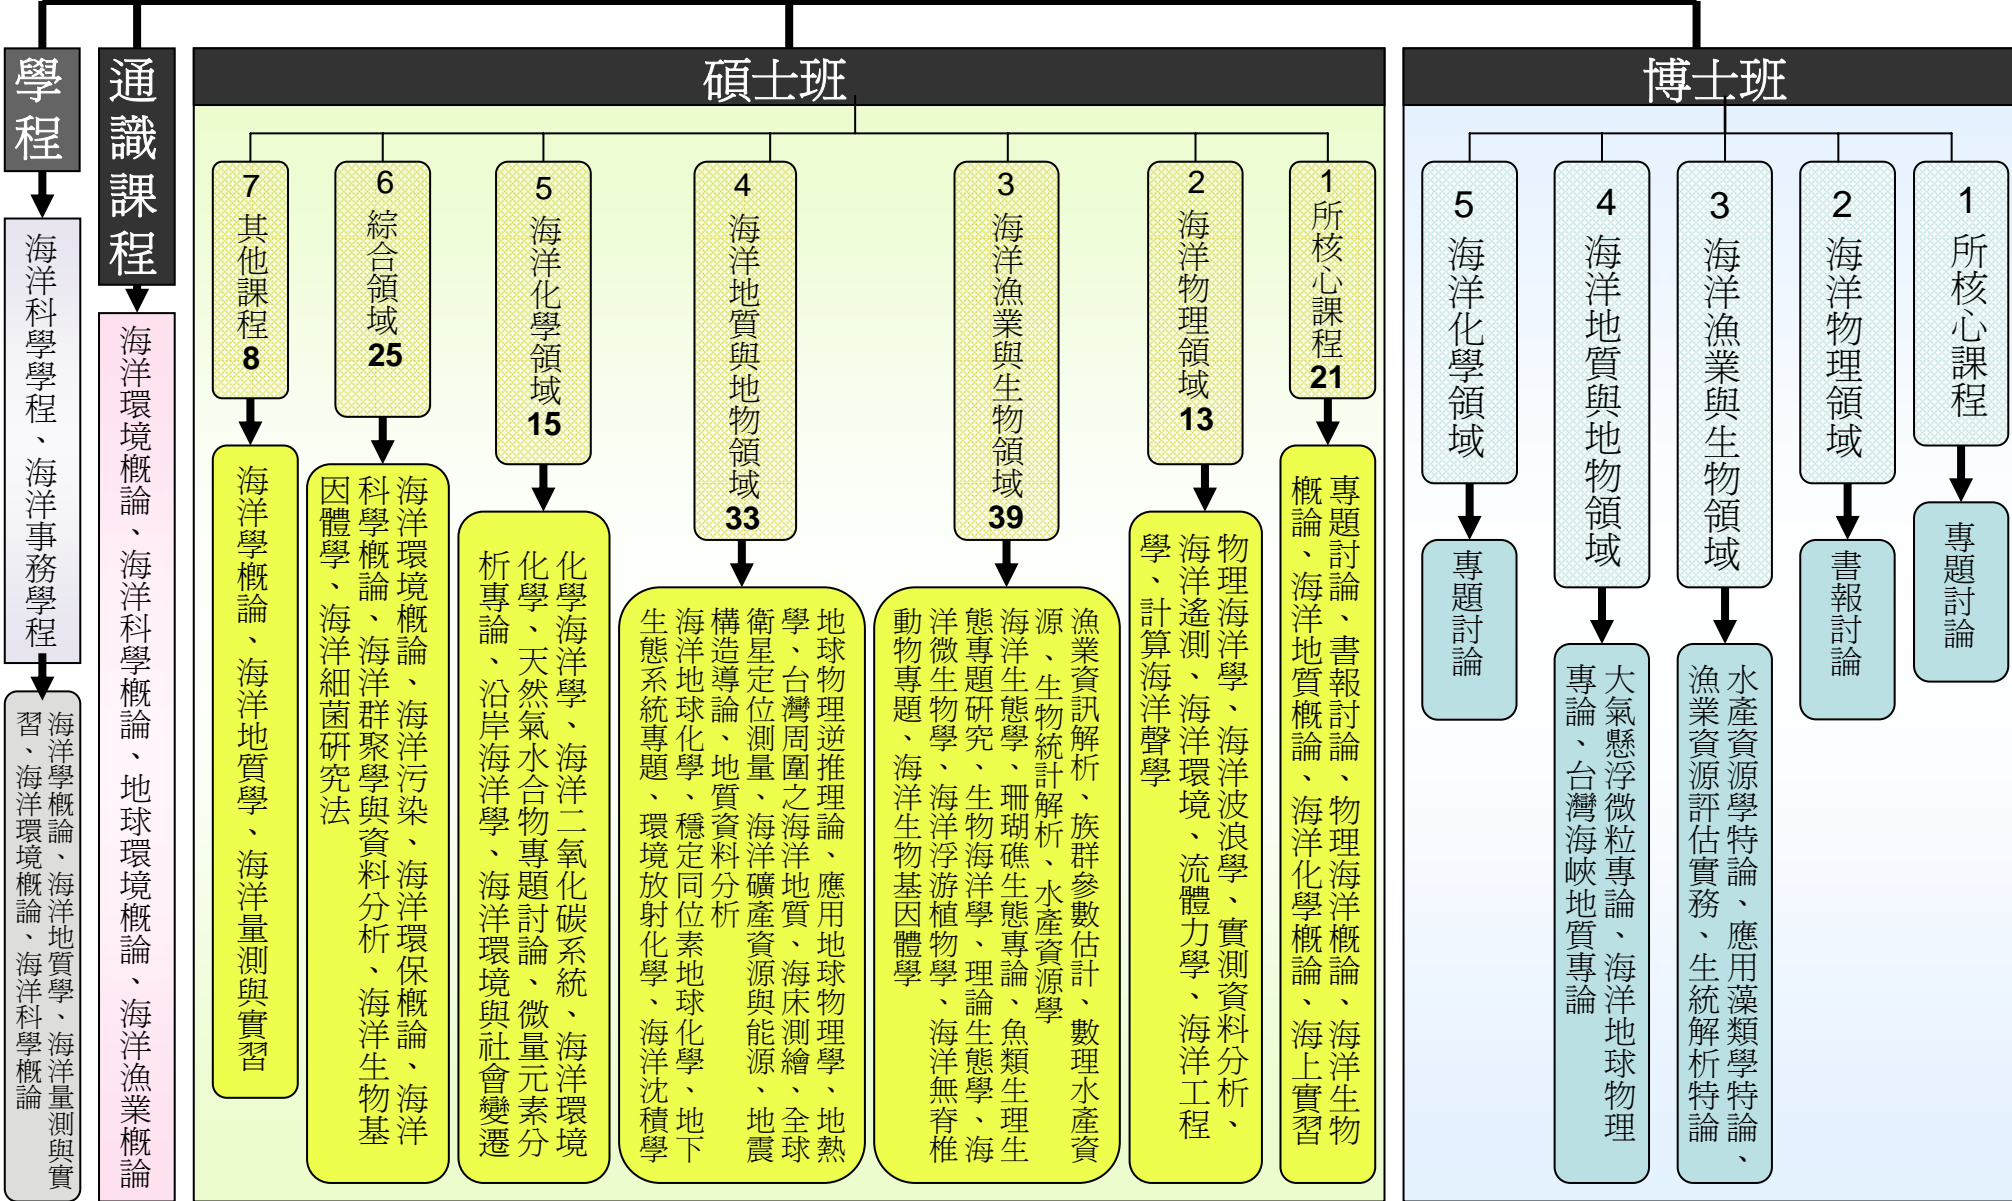 學程
海洋科學學程、海洋事務學程
海洋學概論、海洋地質學、海洋量測與實
習、海洋環境概論、海洋科學概論
通識課程
海洋環境概論、海洋科學概論、地球環境概論、海洋漁業概論
碩士班
7 其他課程 8
海洋學概論、海洋地質學、海洋量測與實習
6 綜合領域 25
海洋環境概論、海洋污染、海洋環保概論、海洋
科學概論、海洋群聚學與資料分析、海洋生物基
因體學、海洋細菌研究法
5 海洋化學領域 15
化學海洋學、海洋二氧化碳系統、海洋環境
化學、天然氣水合物專題討論、微量元素分
析專論、沿岸海洋學、海洋環境與社會變遷
4 海洋地質與地物領域 33
地球物理逆推理論、應用地球物理學、地熱
學、台灣周圍之海洋地質、海床測繪、全球
衛星定位測量、海洋礦產資源與能源、地震
構造導論、地質資料分析
海洋地球化學、穩定同位素地球化學、地下
生態系統專題、環境放射化學、海洋沈積學
3 海洋漁業與生物領域 39
漁業資訊解析、族群參數估計、數理水產資
源、生物統計解析、水產資源學
海洋生態學、珊瑚礁生態專論、魚類生理生
態專題研究、生物海洋學、理論生態學、海
洋微生物學、海洋浮游植物學、海洋無脊椎
動物專題、海洋生物基因體學
2 海洋物理領域 13
物理海洋學、海洋波浪學、實測資料分析、
海洋遙測、海洋環境、流體力學、海洋工程
學、計算海洋聲學
1 所核心課程 21
專題討論、書報討論、物理海洋概論、海洋生物
概論、海洋地質概論、海洋化學概論、海上實習
博士班
5 海洋化學領域
專題討論
4 海洋地質與地物領域
大氣懸浮微粒專論、海洋地球物理
專論、台灣海峽地質專論
3 海洋漁業與生物領域
水產資源學特論、應用藻類學特論、
漁業資源評估實務、生統解析特論
2 海洋物理領域
書報討論
1 所核心課程
專題討論